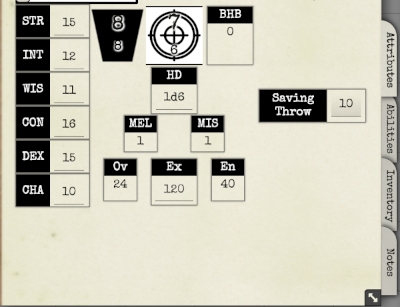 STR 15
INT 12
WIS 11
CON 16
DEX 15
CHA 10
8
8
7
6
BHB
0
HD
1d6
MEL
1
MIS
1
Ov
24
Ex
120
En
40
Saving
Throw
10
Attributes
Abilities
Inventory
Notes